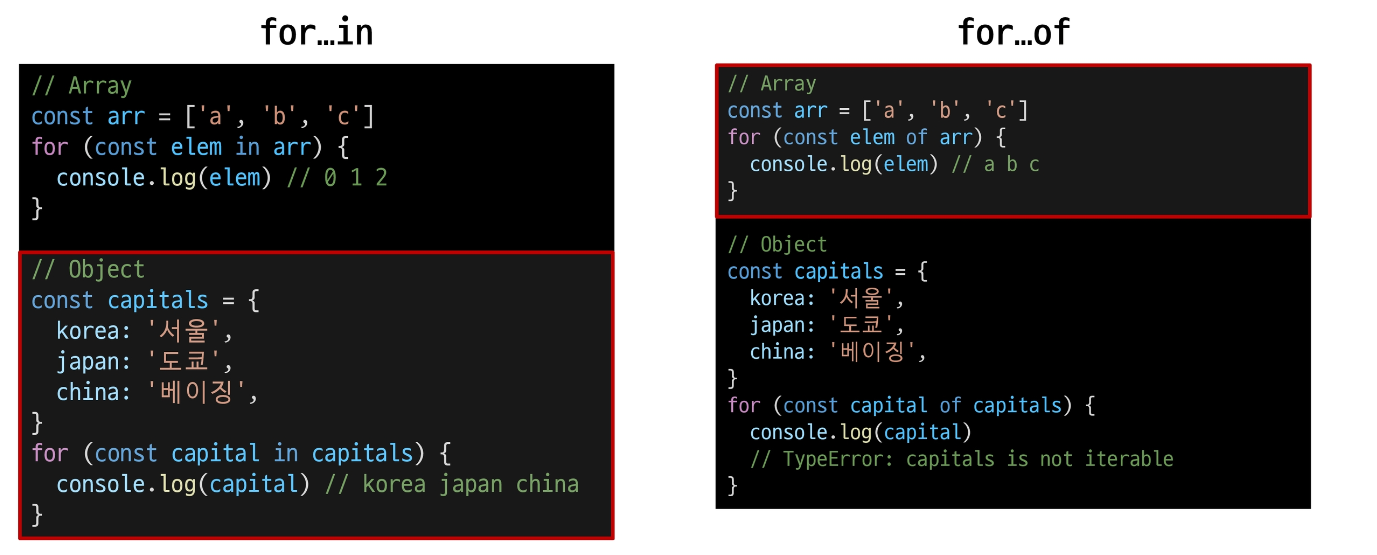 for…in
// Array
const arr = ['a', 'b', 'c']
for (const elem in arr) {
  console.log(elem) // 0 1 2
}
// Object
const capitals = {
  korea: '서울',
  japan: '도쿄',
  china: '베이징',
}
for (const capital in capitals) {
  console.log(capital) // korea japan china
}
for…of
// Array
const arr = ['a', 'b', 'c']
for (const elem of arr) {
  console.log(elem) // a b c
}
// Object
const capitals = {
  korea: '서울',
  japan: '도쿄',
  china: '베이징',
}
for (const capital of capitals) {
  console.log(capital)
  // TypeError: capitals is not iterable
}